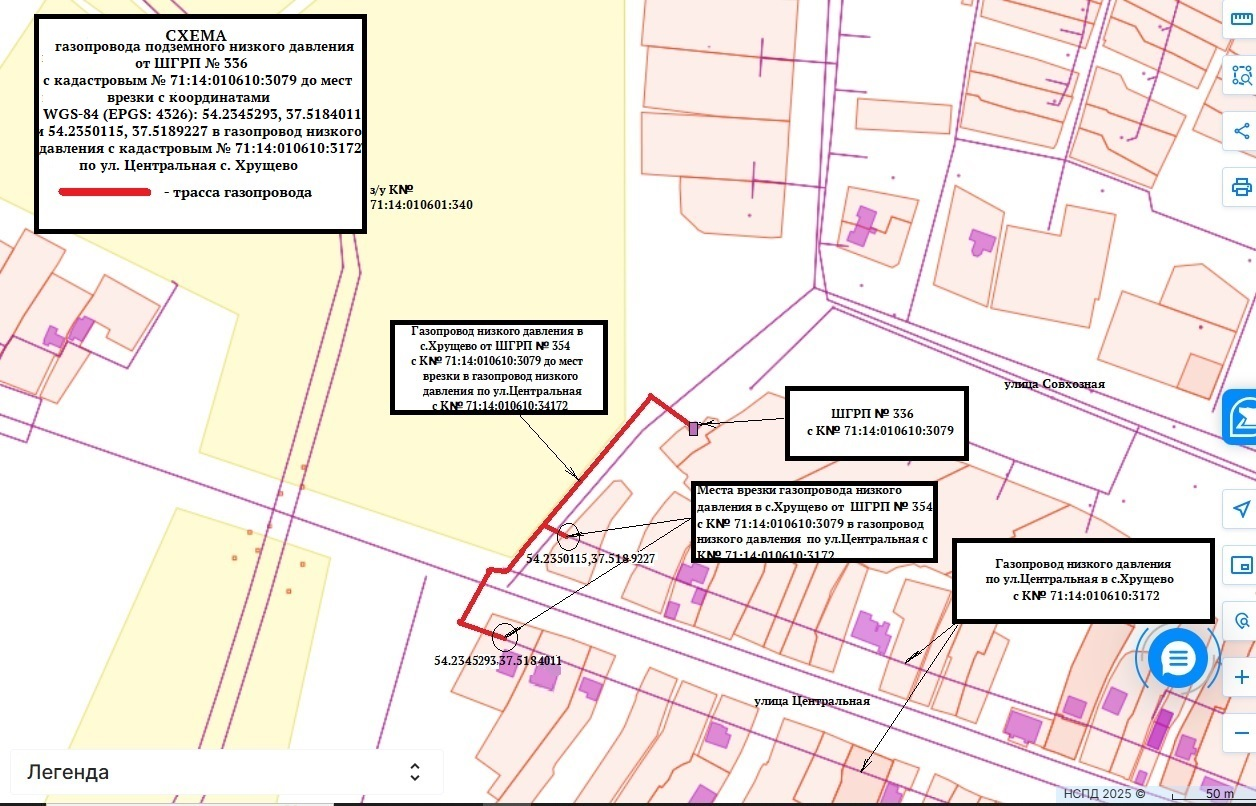 СХЕМА
газопровода подземного низкого давления
от ШГРП № 336
с кадастровым № 71:14:010610:3079 до мест
врезки с координатами
WGS-84 (EPGS: 4326): 54.2345293, 37.5184011
и 54.2350115, 37.5189227 в газопровод низкого
давления с кадастровым № 71:14:010610:3172
по ул. Центральная с. Хрущево
- трасса газопровода
з/у К№
71:14:010601:340
Газопровод низкого давления в
с.Хрущево от ШГРП № 354
с К№ 71:14:010610:3079 до мест
врезки в газопровод низкого
давления по ул.Центральная
с К№ 71:14:010610:34172
улица Совхозная
ШГРП № 336
с К№ 71:14:010610:3079
Места врезки газопровода низкого
давления в с.Хрущево от ШГРП № 354
с К№ 71:14:010610:3079 в газопровод
низкого давления по ул.Центральная с
К№ 71:14:010610:3172
54.2350115,37.5189227
Газопровод низкого давления
по ул.Центральная в с.Хрущево
с К№ 71:14:010610:3172
54.2345293.37.5184011
улица Центральная
Легенда
НСПД 2025 ©
50 m